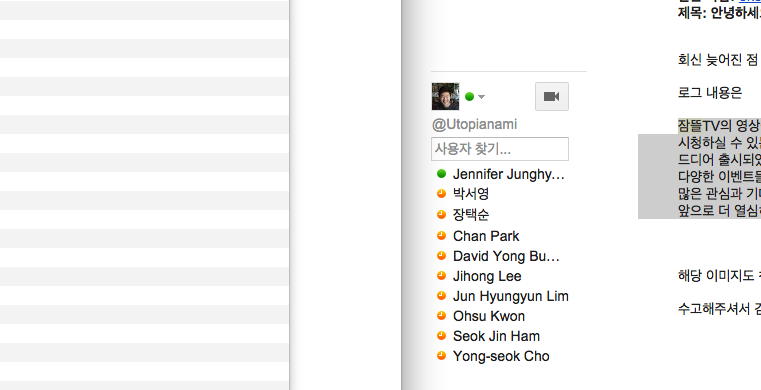 @Utopianami
사용자 찾기...
Jennifer Junghy...
박서영
장택순
Chan Park
David Yong Bu...
Jihong Lee
Jun Hyungyun Lim
Ohsu Kwon
Seok Jin Ham
Yong-seok Cho
제목: 안녕하세
회신 늦어진 점
로그 내용은
잠뜰TV의 영상
시청하실 수 있
드디어 출시되었
다양한 이벤트
많은 관심과
앞으로 더 열심
해당 이미지도
수고해주셔서